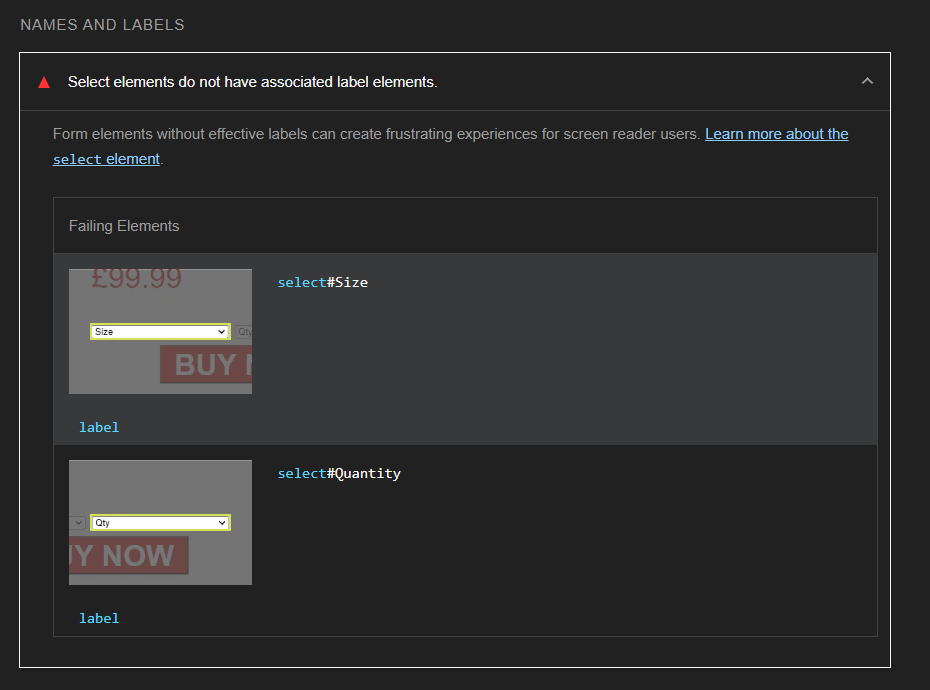 NAMES AND LABELS
Select elements do not have associated label elements.
Form elements without effective labels can create frustrating experiences for screen reader users. Learn more about the
select element.
Failing Elements
£99.99
select#Size
Size
Qty
BUY N
label
select#Quantity
Qty
UY NOW
label